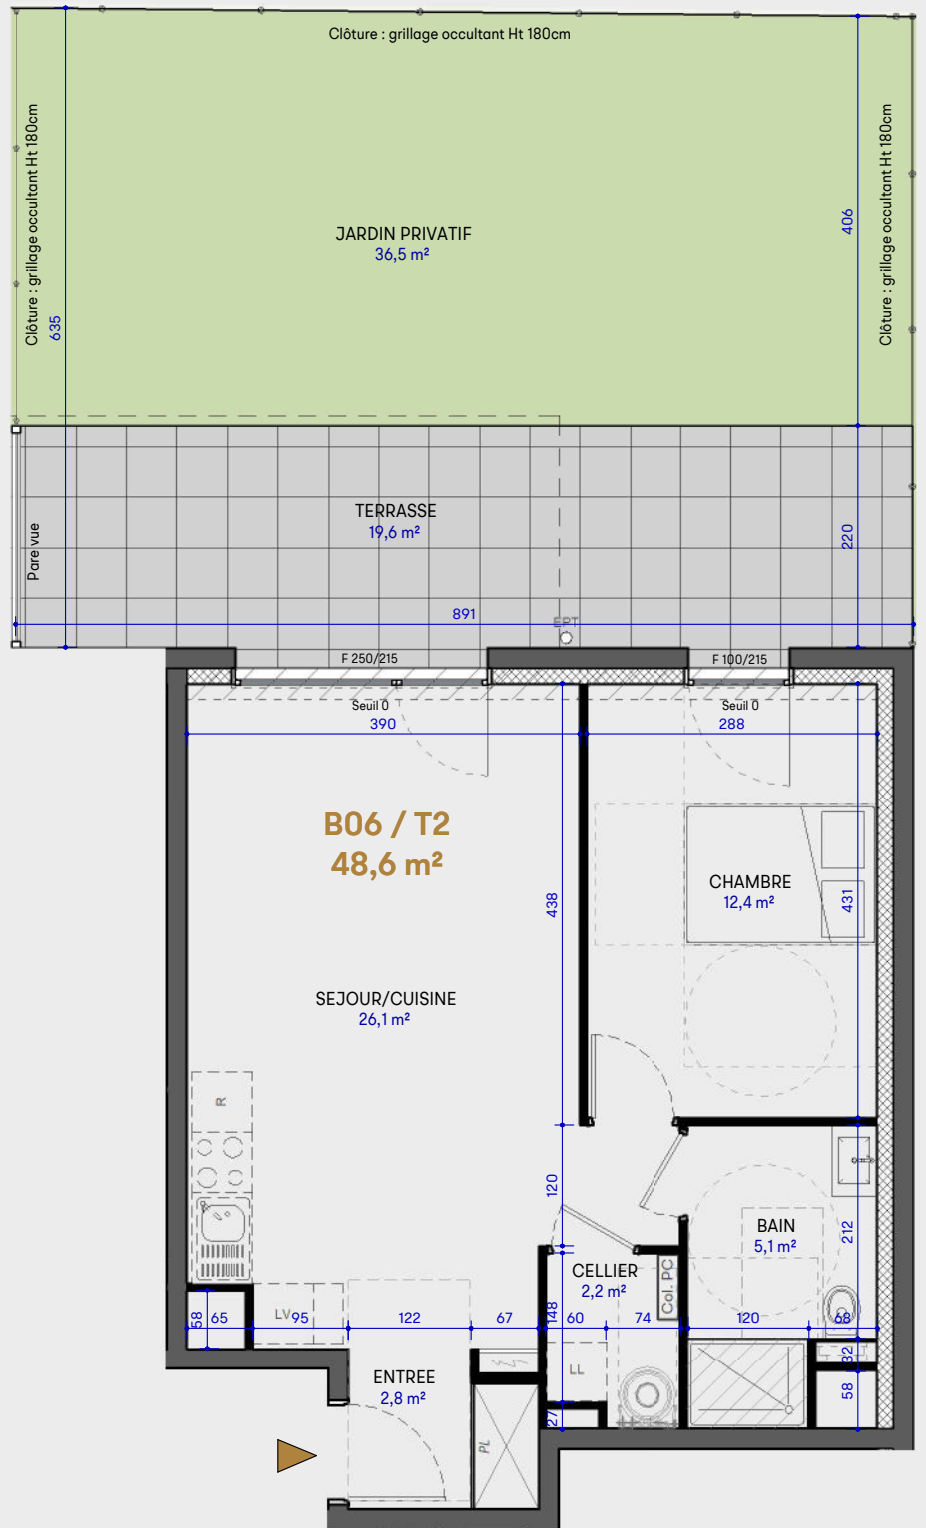 Clôture : grillage occultant Ht 180cm
Clôture : grillage occultant Ht 180cm
Clôture : grillage occultant Ht 180cm
406
JARDIN PRIVATIF
36,5 m²
635
TERRASSE
19,6 m²
220
Pare vue
891
EPT
F 250/215
F 100/215
Seuil 0
Seuil 0
390
288
B06 / T2
48,6 m²
438
CHAMBRE
12,4 m²
431
SEJOUR/CUISINE
26,1 m²
R
120
BAIN
5,1 m²
212
CELLIER
2,2 m²
Col. PC
148
58
65
LV
95
122
67
60
74
120
68
32
LL
ENTREE
2,8 m²
58
27
PL